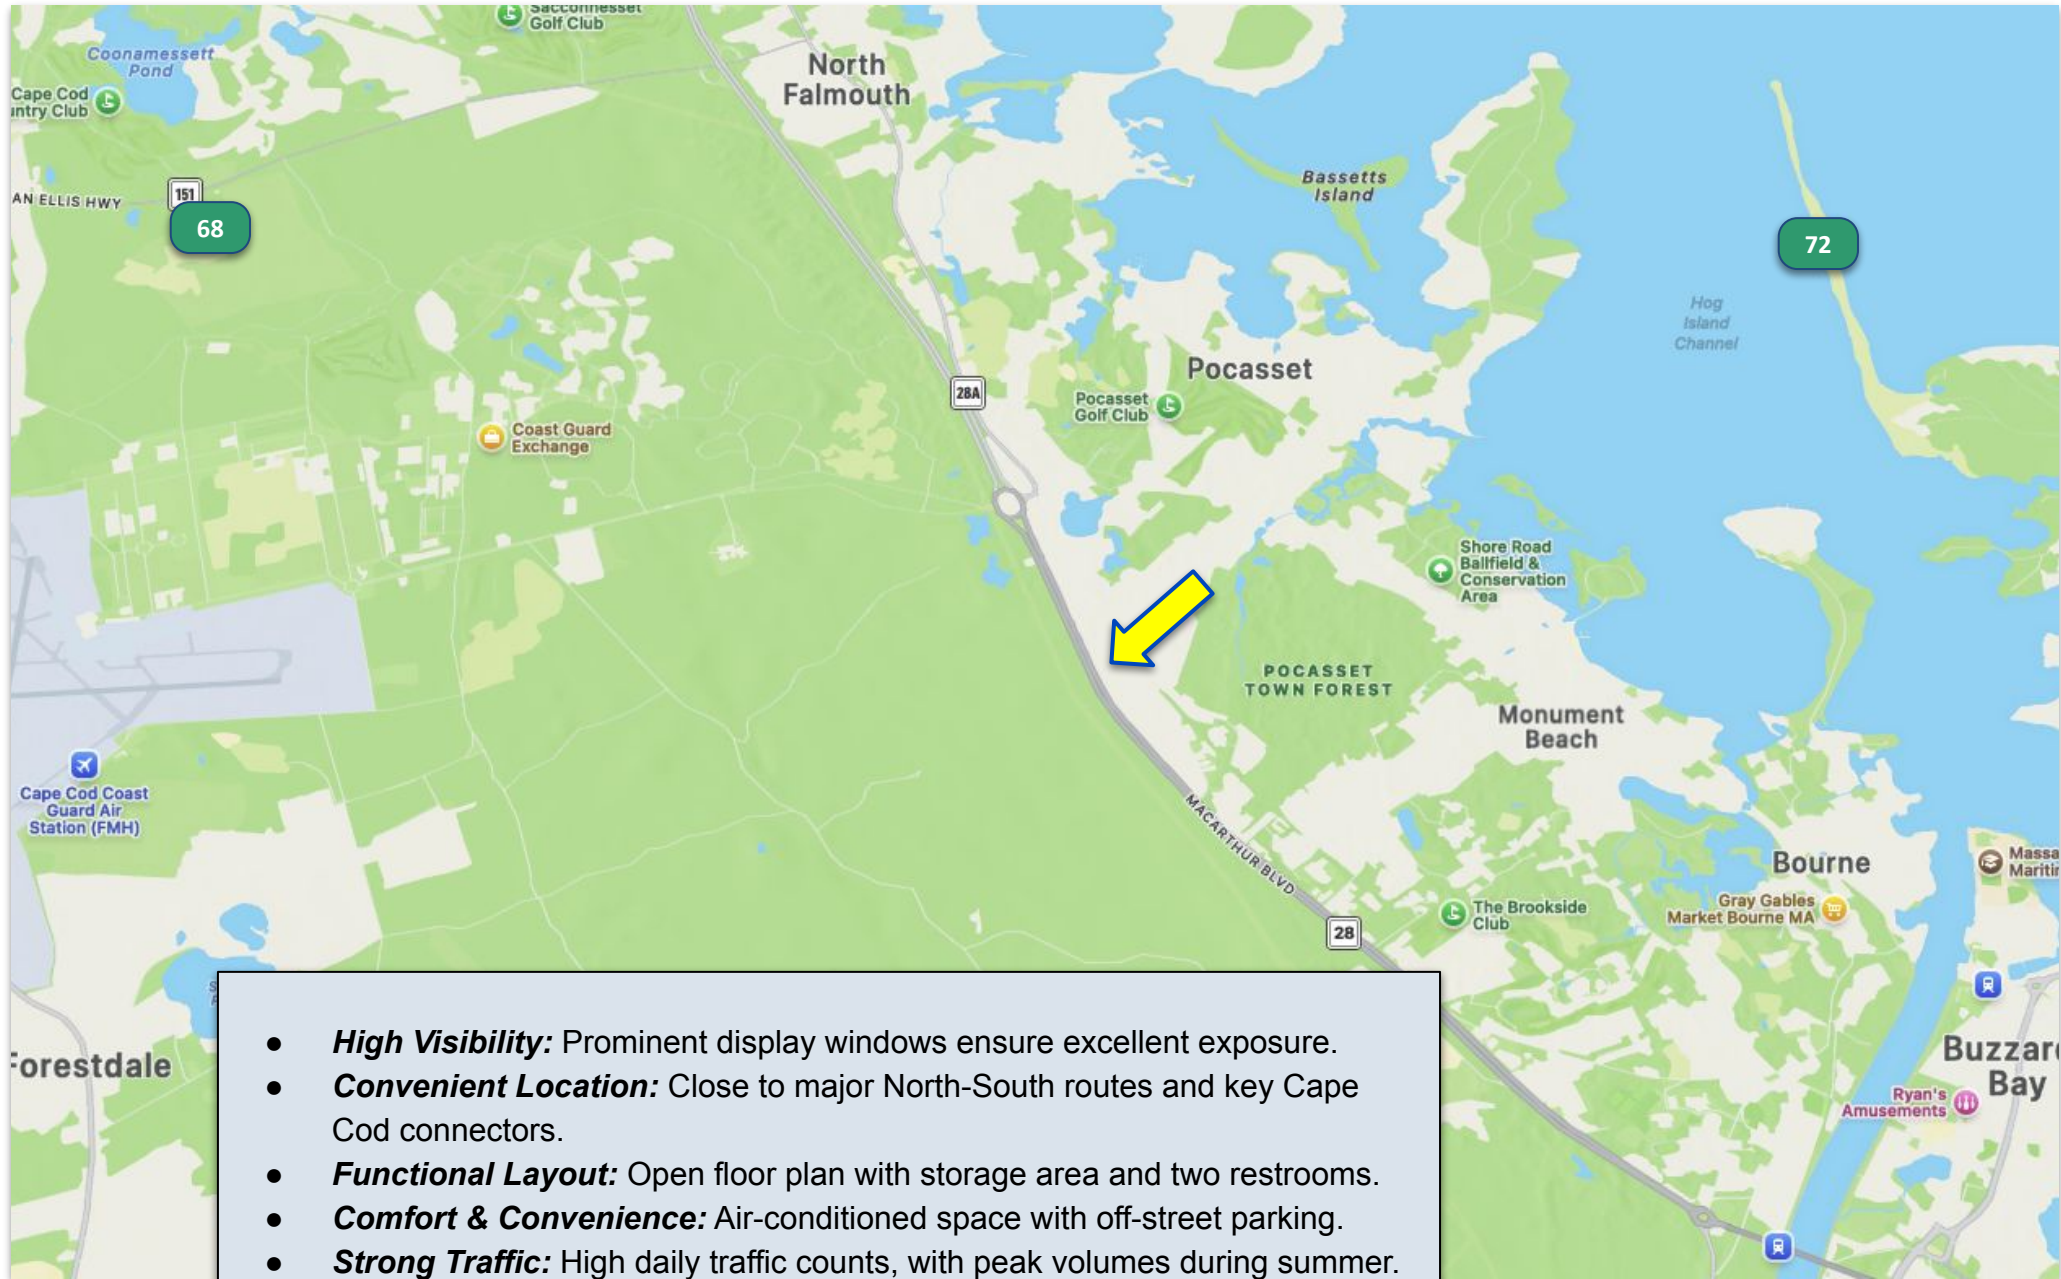 Sacconnesset
Golf Club
Coonamessett
Pond
North
Falmouth
Cape Cod
untry Club
151
AN ELLIS HWY
68
Bassetts
Island
72
Hog
Island
Channel
Pocasset
28A
Pocasset
Golf Club
Coast Guard
Exchange
Shore Road
Ballfield &
Conservation
Area
POCASSET
TOWN FOREST
Monument
Beach
Cape Cod Coast
Guard Air
Station (FMH)
MACARTHUR BLVD
Bourne
Massa
Maritin
Gray Gables
Market Bourne MA
The Brookside
Club
28
Forestdale
Buzzar
Bay
Ryan's
Amusements
● High Visibility: Prominent display windows ensure excellent exposure.
● Convenient Location: Close to major North-South routes and key Cape
Cod connectors.
● Functional Layout: Open floor plan with storage area and two restrooms.
● Comfort & Convenience: Air-conditioned space with off-street parking.
● Strong Traffic: High daily traffic counts, with peak volumes during summer.